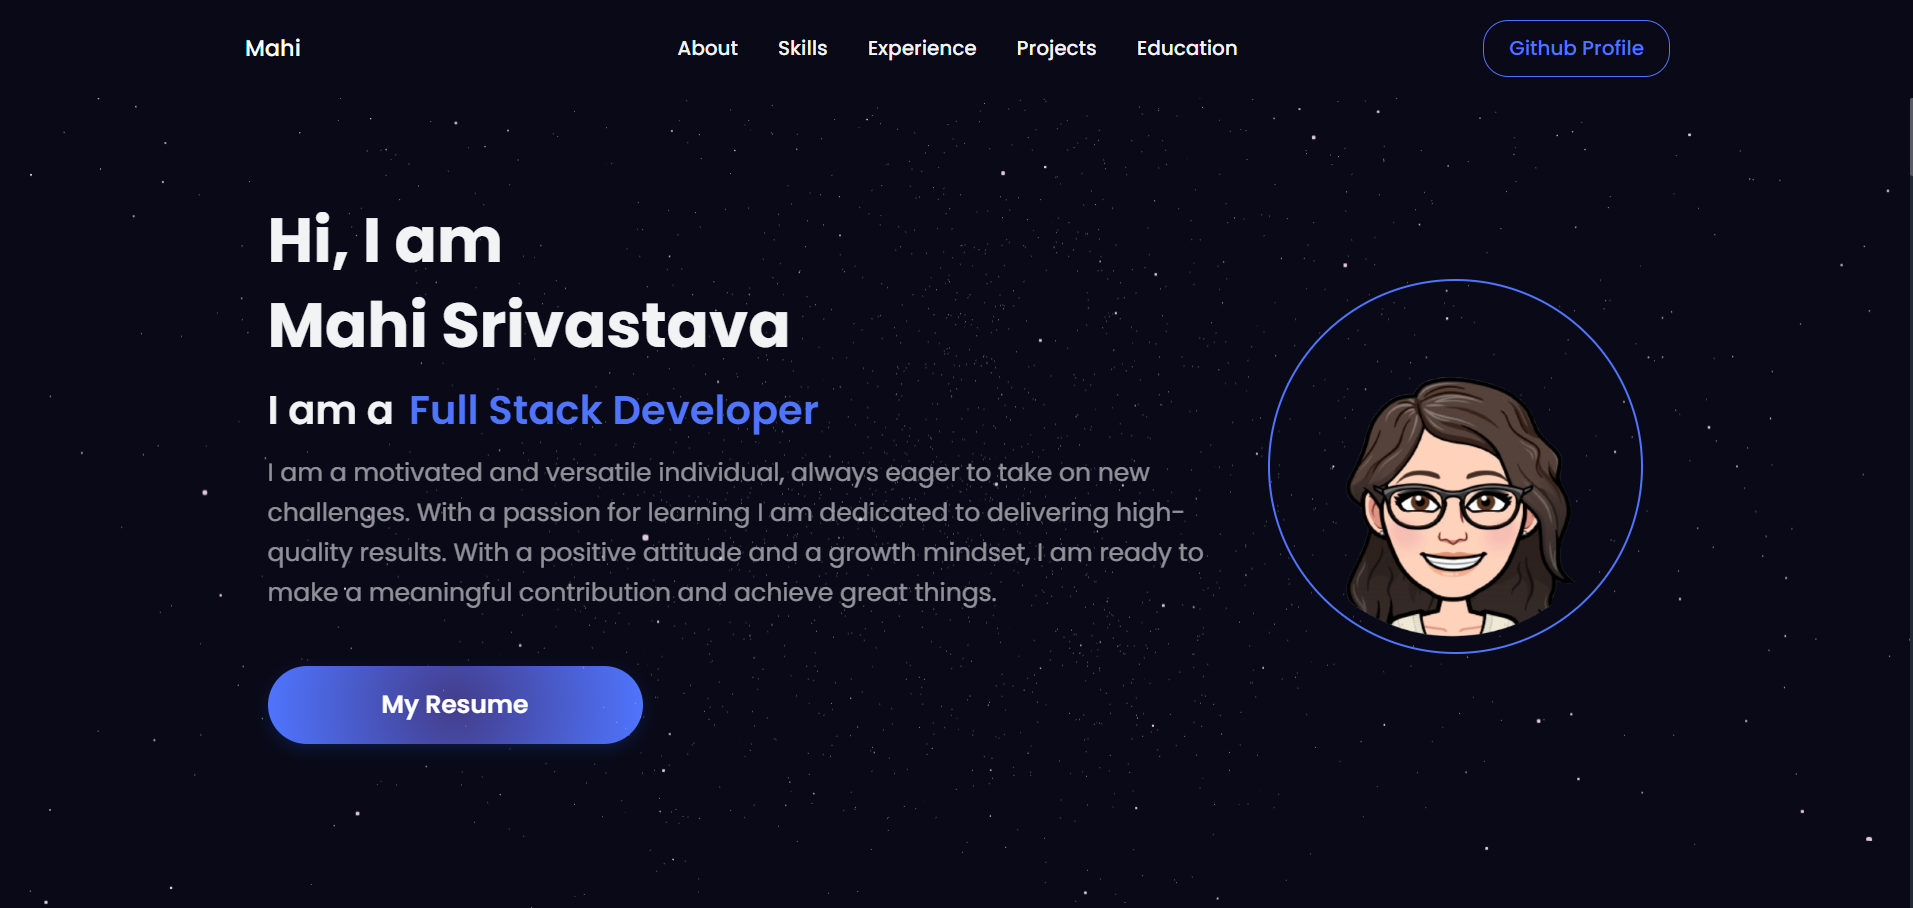 Mahi
About
Skills
Experience
Projects
Education
Github Profile
Hi, I am
Mahi Srivastava
I am a Full Stack Developer
I am a motivated and versatile individual, always eager to take on new
challenges. With a passion for learning I am dedicated to delivering high-
quality results. With a positive attitude and a growth mindset, I am ready to
make a meaningful contribution and achieve great things.
My Resume